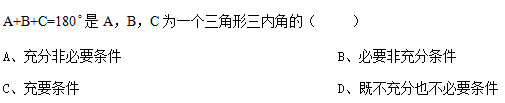 A+B+C=180°是 A，B，C为一个三角形三内角的（　　）
A、充分非必要条件　　B、必要非充分条件
C、充要条件　　D、既不充分也不必要条件